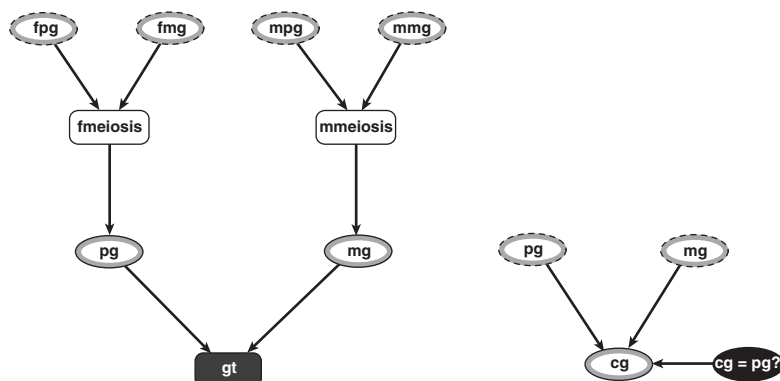 fpg fmg mpg mmg
fmeiosis mmeiosis
pg mg pg mg
gt cg cg = pg?